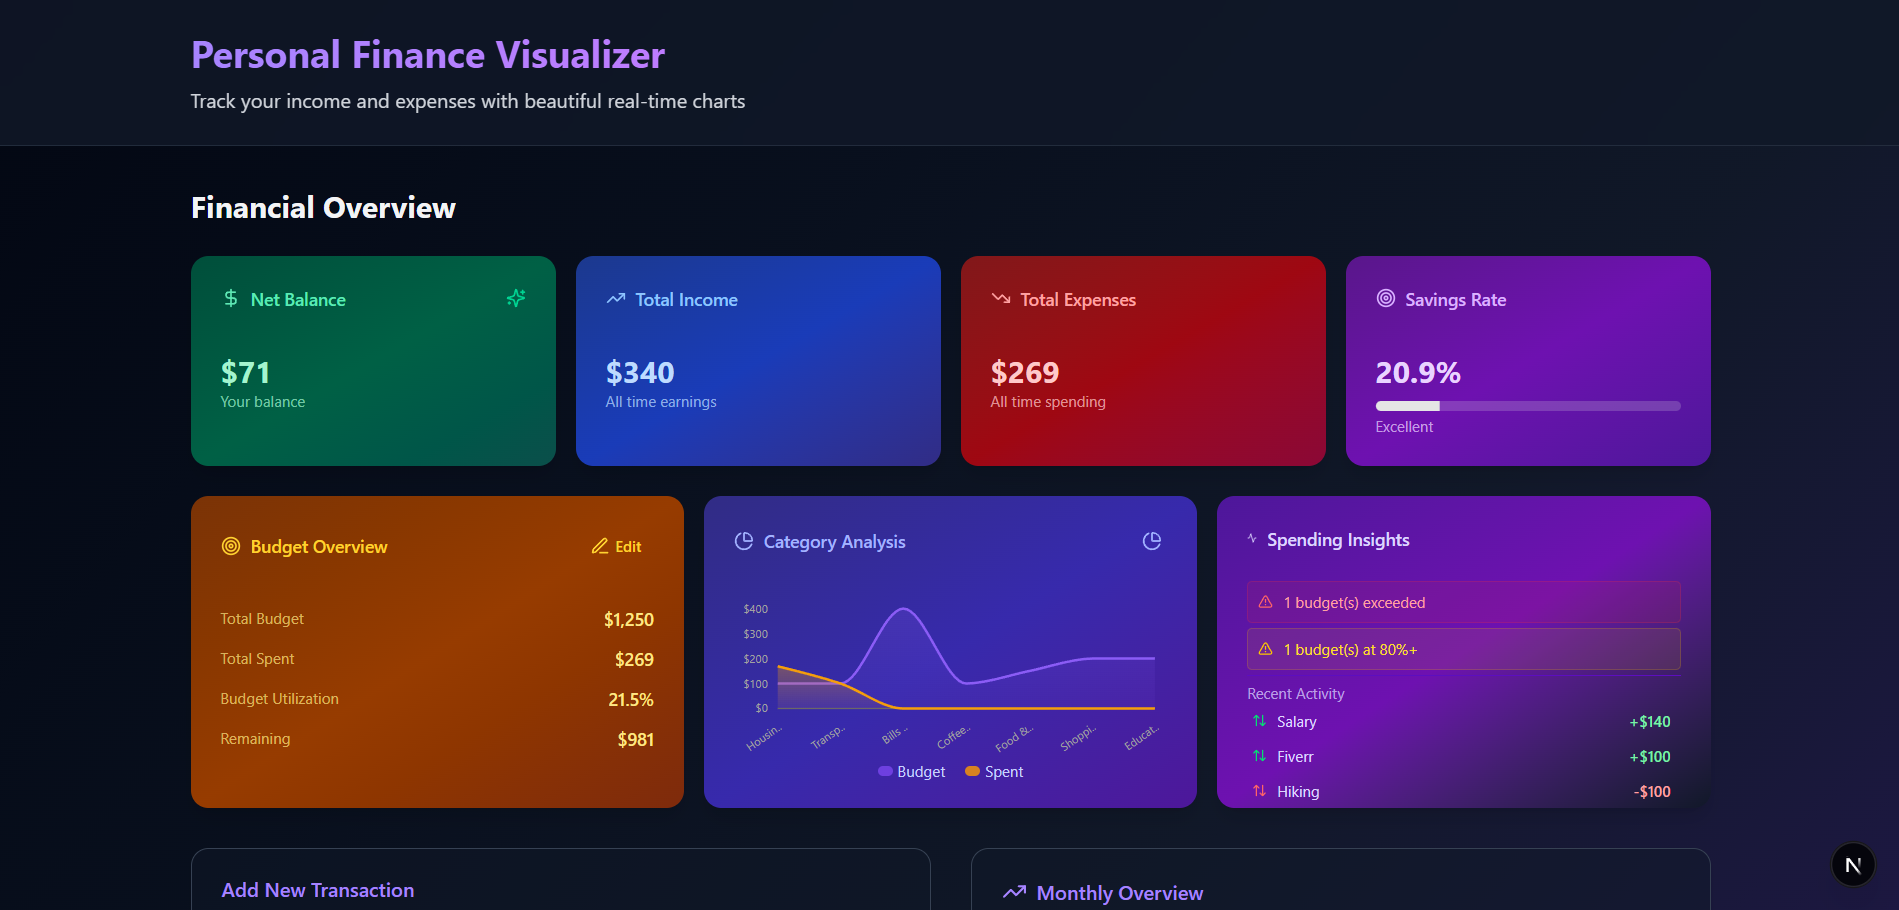 Personal Finance Visualizer
Track your income and expenses with beautiful real-time charts
Financial Overview
Net Balance
$71
Your balance
Total Income
$340
All time earnings
Total Expenses
$269
All time spending
Savings Rate
20.9%
Excellent
Budget Overview
Edit
Total Budget $1,250
Total Spent $269
Budget Utilization 21.5%
Remaining $981
Category Analysis
$400
$300
$200
$100
$0
Housin.. Transp.. Bills .. Coffee.. Food &.. Shoppi.. Educat..
Budget Spent
Spending Insights
1 budget(s) exceeded
1 budget(s) at 80%+
Recent Activity
Salary +$140
Fiverr +$100
Hiking -$100
Add New Transaction
Monthly Overview
N